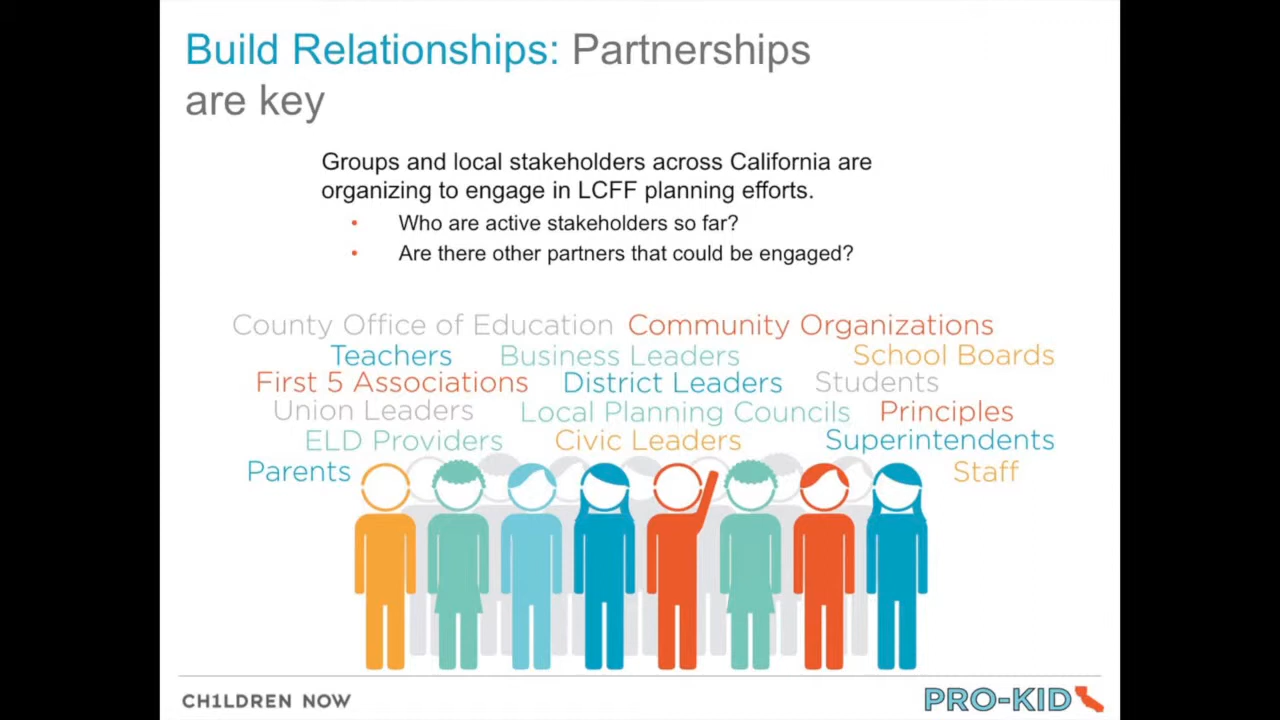 Build Relationships: Partnerships
are key
Groups and local stakeholders across California are
organizing to engage in LCFF planning efforts.
• Who are active stakeholders so far?
• Are there other partners that could be engaged?
County Office of Education Community Organizations
Teachers Business Leaders School Boards
First 5 Associations District Leaders Students
Union Leaders Local Planning Councils Principles
ELD Providers Civic Leaders Superintendents
Parents Staff
CH1LDREN NOW PRO-KID